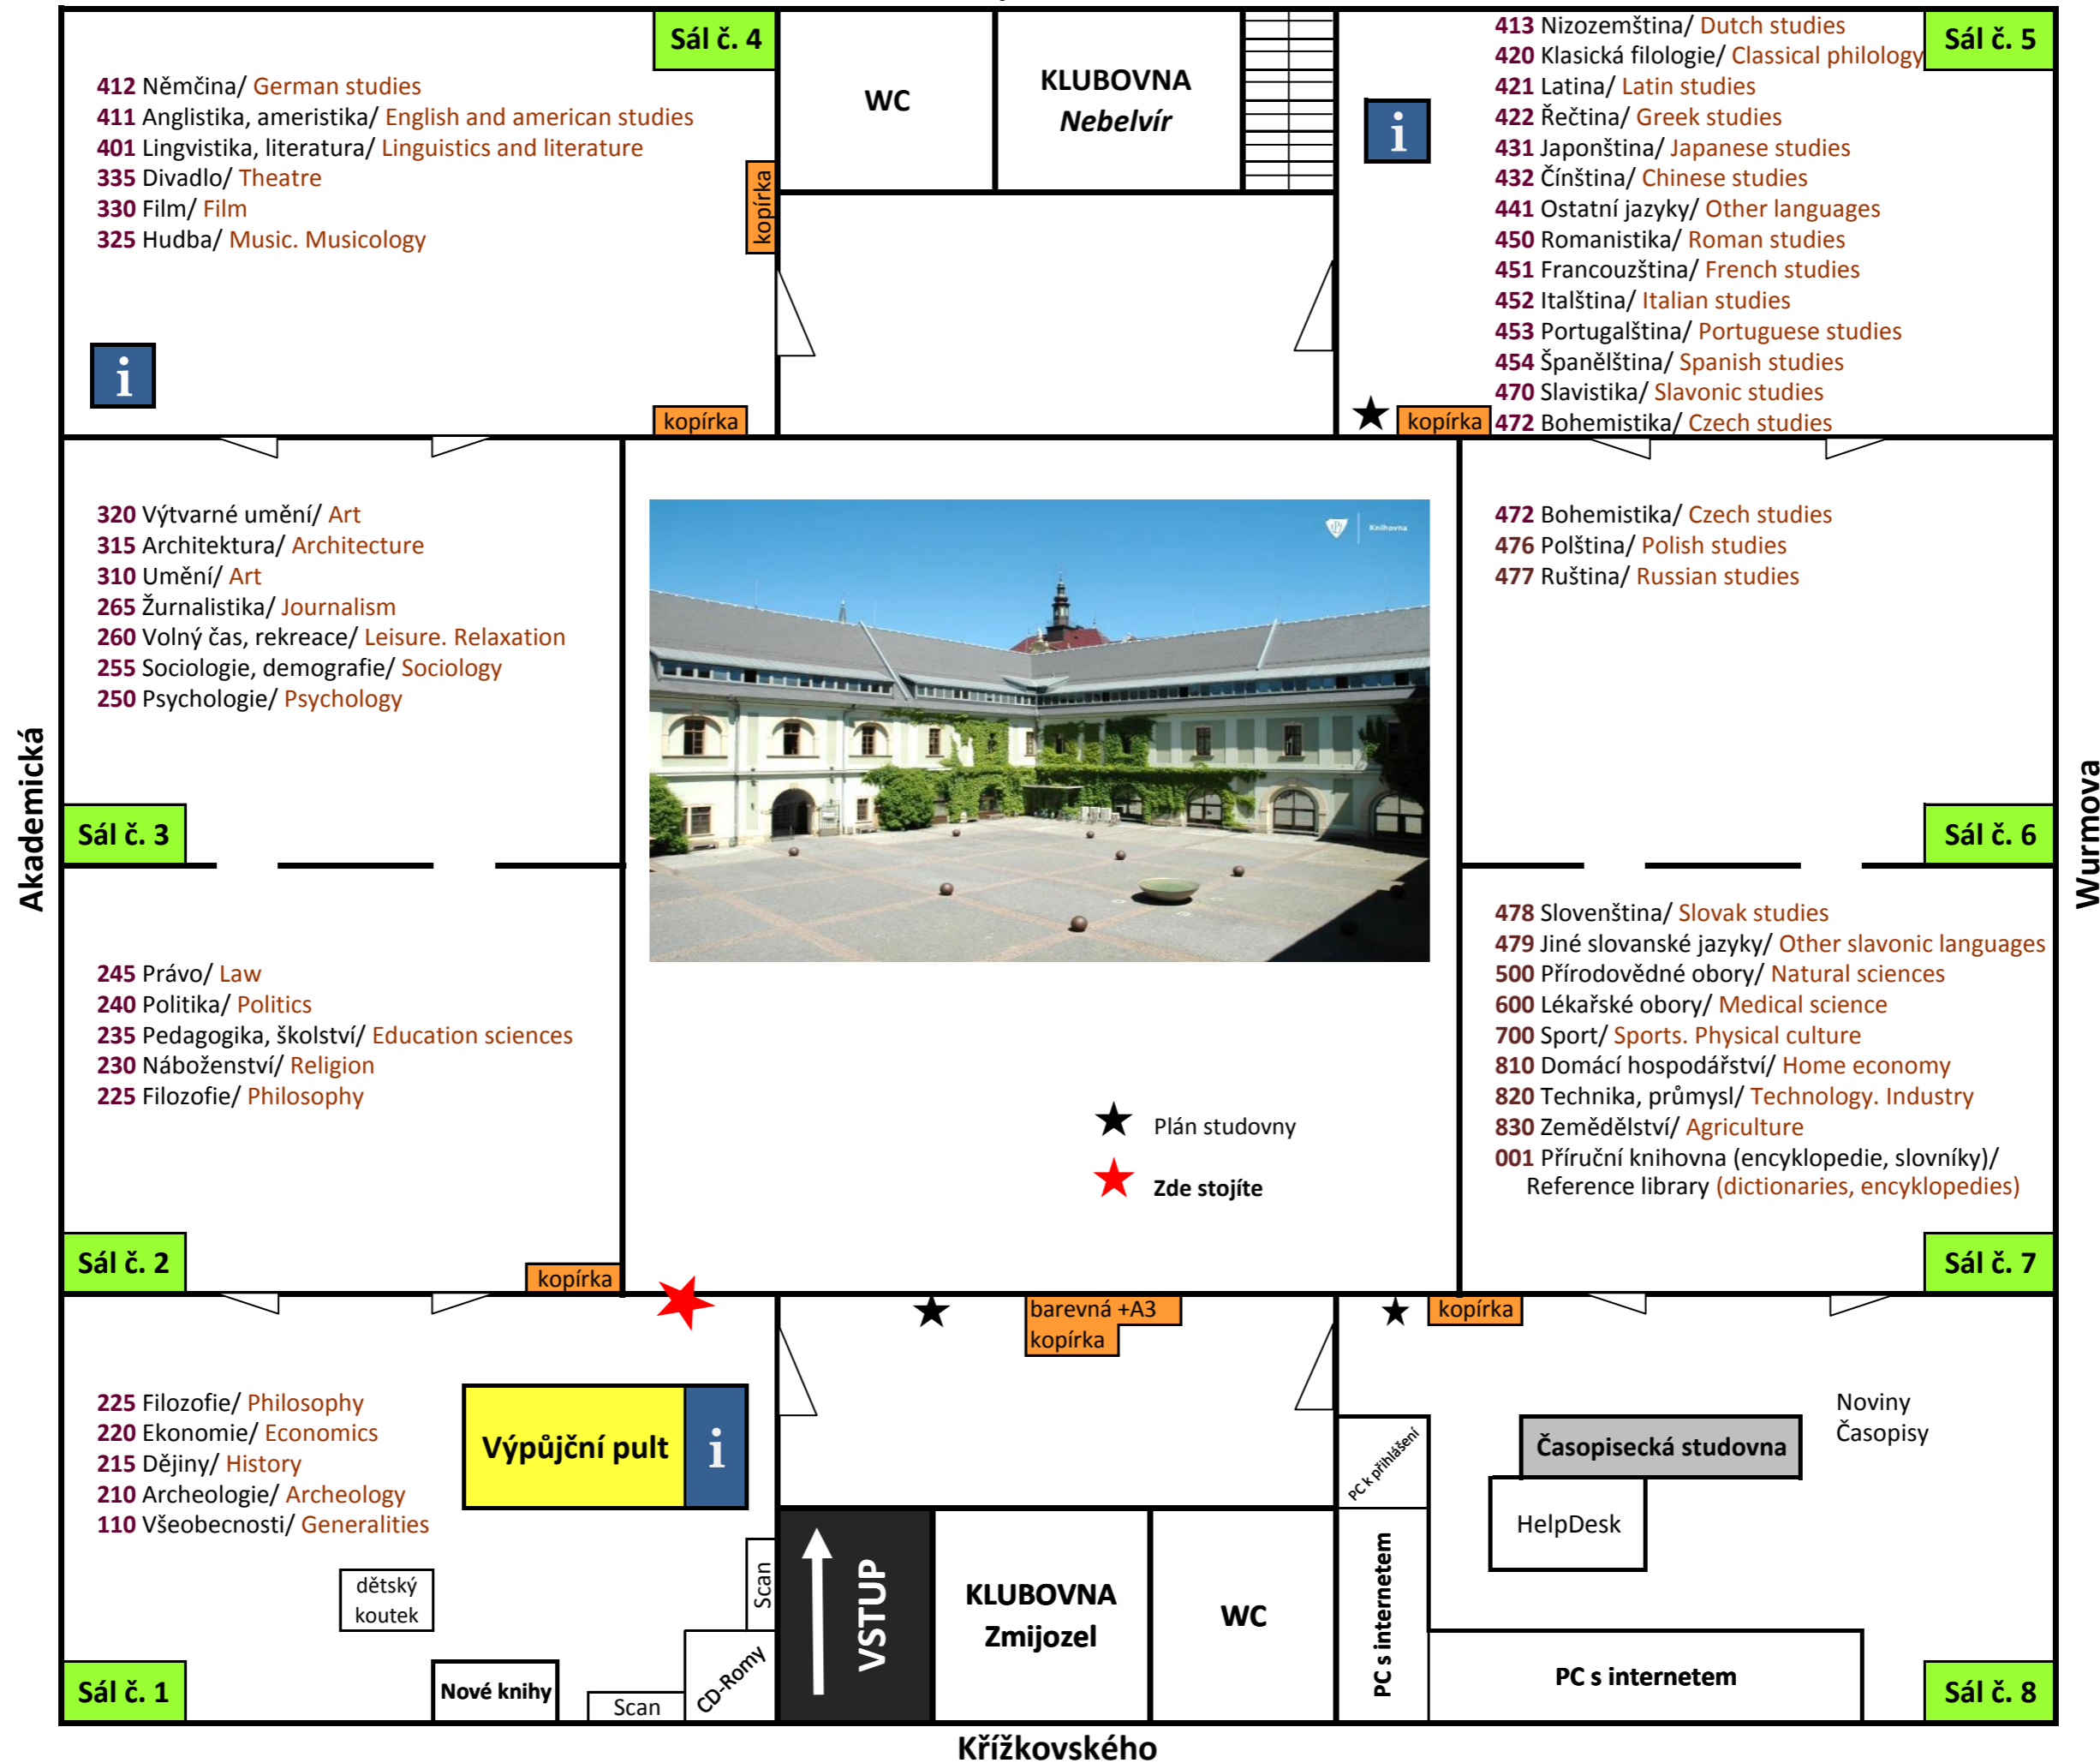 Sál č. 4
412 Němčina/ German studies
411 Anglistika, ameristika/ English and american studies
401 Lingvistika, literatura/ Linguistics and literature
335 Divadlo/ Theatre
330 Film/ Film
325 Hudba/ Music. Musicology
kopírka
i
kopírka
WC
KLUBOVNA
Nebelvír
Sál č. 5
413 Nizozemština/ Dutch studies
420 Klasická filologie/ Classical philology
421 Latina/ Latin studies
422 Řečtina/ Greek studies
431 Japonština/ Japanese studies
432 Čínština/ Chinese studies
441 Ostatní jazyky/ Other languages
450 Romanistika/ Roman studies
451 Francouzština/ French studies
452 Italština/ Italian studies
453 Portugalština/ Portuguese studies
454 Španělština/ Spanish studies
470 Slavistika/ Slavonic studies
472 Bohemistika/ Czech studies
i
kopírka
320 Výtvarné umění/ Art
315 Architektura/ Architecture
310 Umění/ Art
265 Žurnalistika/ Journalism
260 Volný čas, rekreace/ Leisure. Relaxation
255 Sociologie, demografie/ Sociology
250 Psychologie/ Psychology
Sál č. 3
Akademická
Knihovna
472 Bohemistika/ Czech studies
476 Polština/ Polish studies
477 Ruština/ Russian studies
Sál č. 6
Wurmova
245 Právo/ Law
240 Politika/ Politics
235 Pedagogika, školství/ Education sciences
230 Náboženství/ Religion
225 Filozofie/ Philosophy
Sál č. 2
kopírka
Plán studovny
Zde stojíte
478 Slovenština/ Slovak studies
479 Jiné slovanské jazyky/ Other slavonic languages
500 Přírodovědné obory/ Natural sciences
600 Lékařské obory/ Medical science
700 Sport/ Sports. Physical culture
810 Domácí hospodářství/ Home economy
820 Technika, průmysl/ Technology. Industry
830 Zemědělství/ Agriculture
001 Příruční knihovna (encyklopedie, slovníky)/
Reference library (dictionaries, encyklopedies)
Sál č. 7
225 Filozofie/ Philosophy
220 Ekonomie/ Economics
215 Dějiny/ History
210 Archeologie/ Archeology
110 Všeobecnosti/ Generalities
Výpůjční pult
i
dětský
koutek
Scan
CD-Romy
Scan
Nové knihy
Sál č. 1
barevná +A3
kopírka
VSTUP
KLUBOVNA
Zmijozel
WC
kopírka
PC k přihlášení
Noviny
Časopisy
Časopisecká studovna
HelpDesk
PC s internetem
PC s internetem
Sál č. 8
Křížkovského